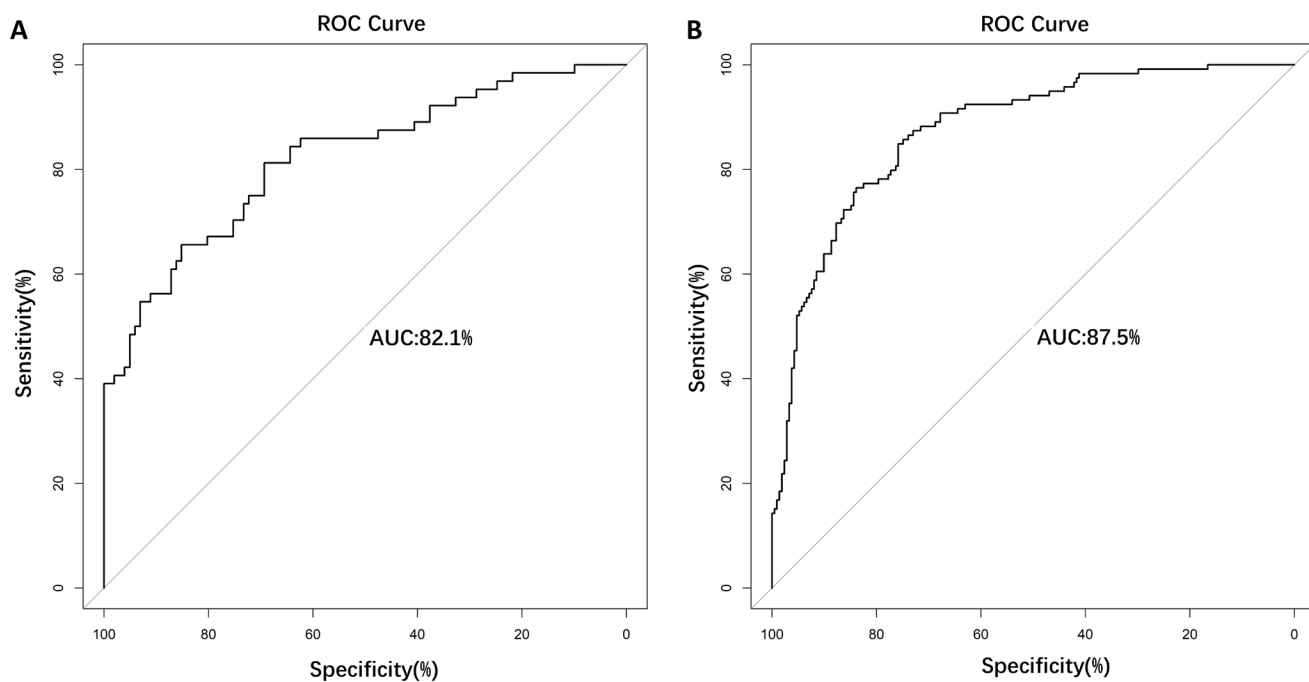 A
ROC Curve
Sensitivity(%)
100
80
60
40
20
0
AUC:82.1%
100 80 60 40 20 0
Specificity(%)
B
ROC Curve
Sensitivity(%)
100
80
60
40
20
0
AUC:87.5%
100 80 60 40 20 0
Specificity(%)